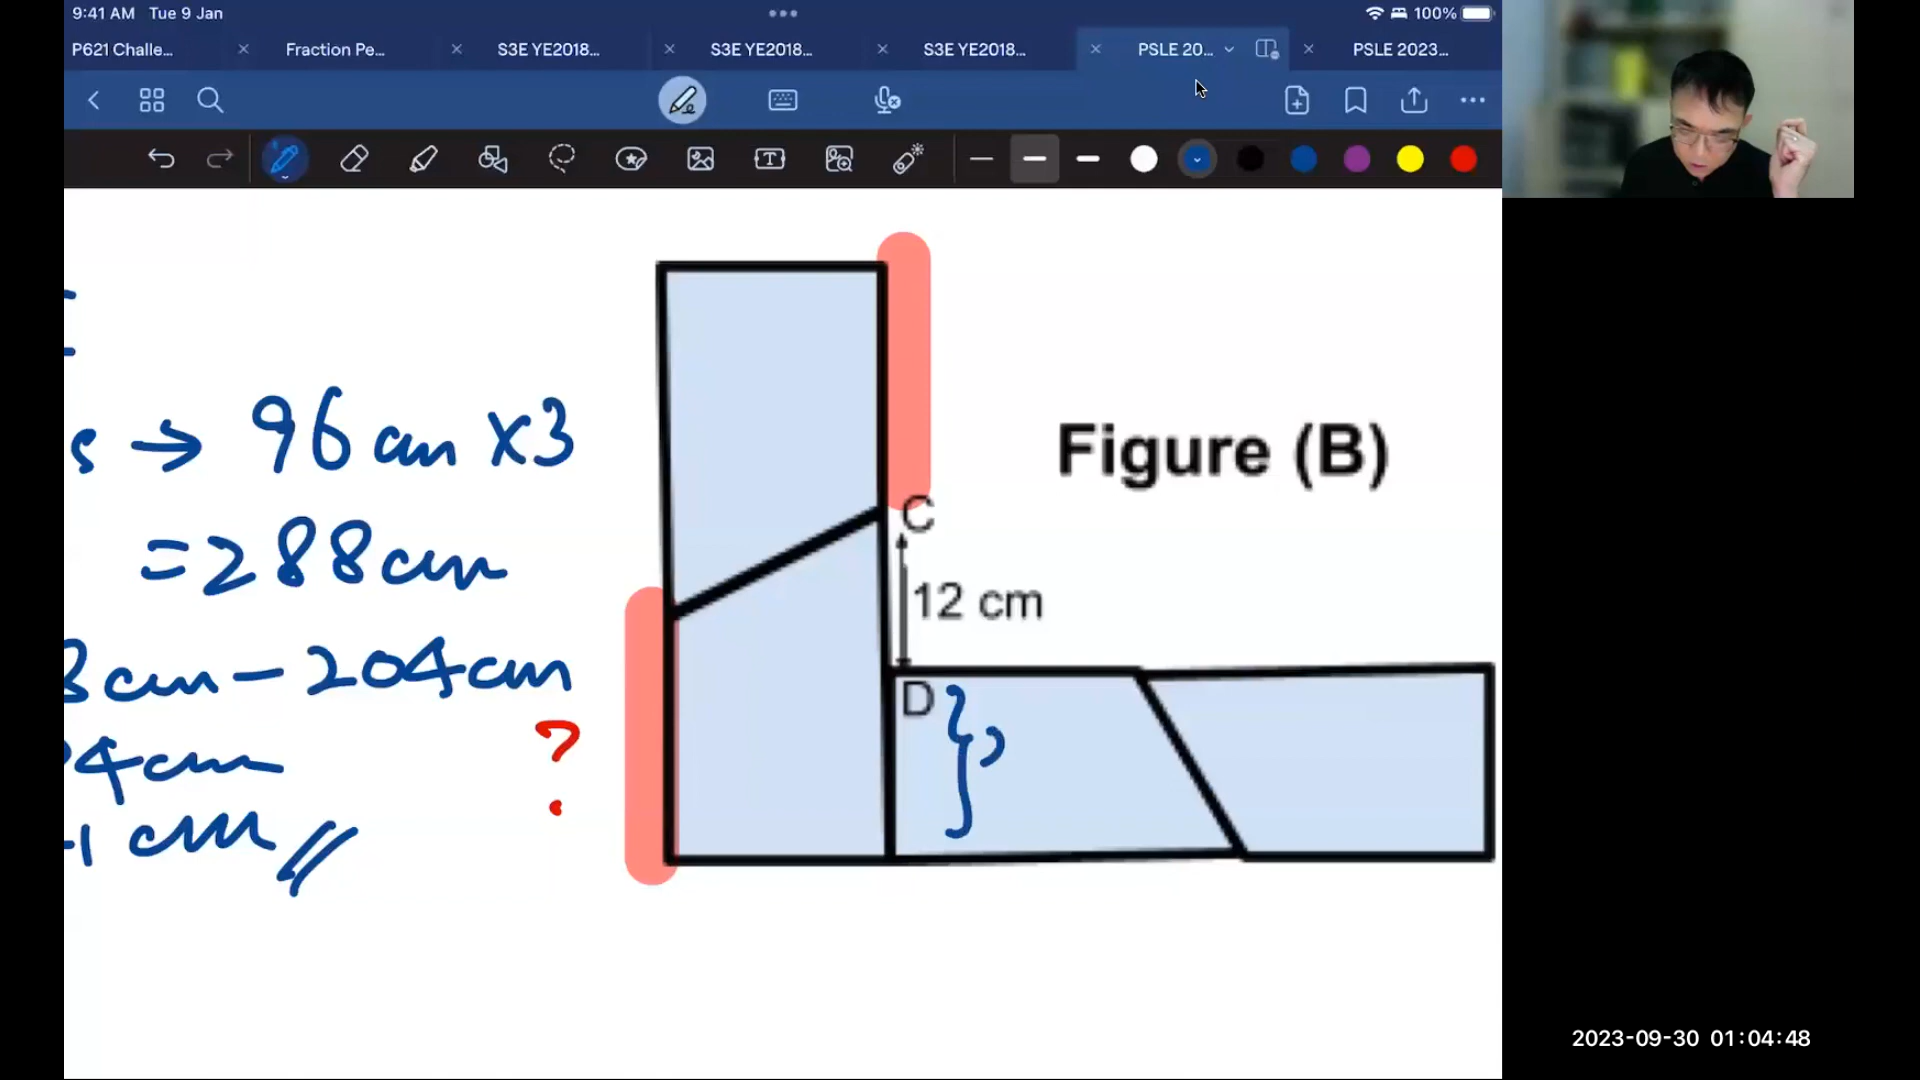 9:41 AM Tue 9 Jan
100%
P621 Challe...
Fraction Pe...
S3E YE2018...
S3E YE2018...
S3E YE2018...
PSLE 20...
PSLE 2023...
s → 96 cm x3
= 288cm
cm - 204cm
4cm
?
1 cm
C
12 cm
D
Figure (B)
2023-09-30 01:04:48